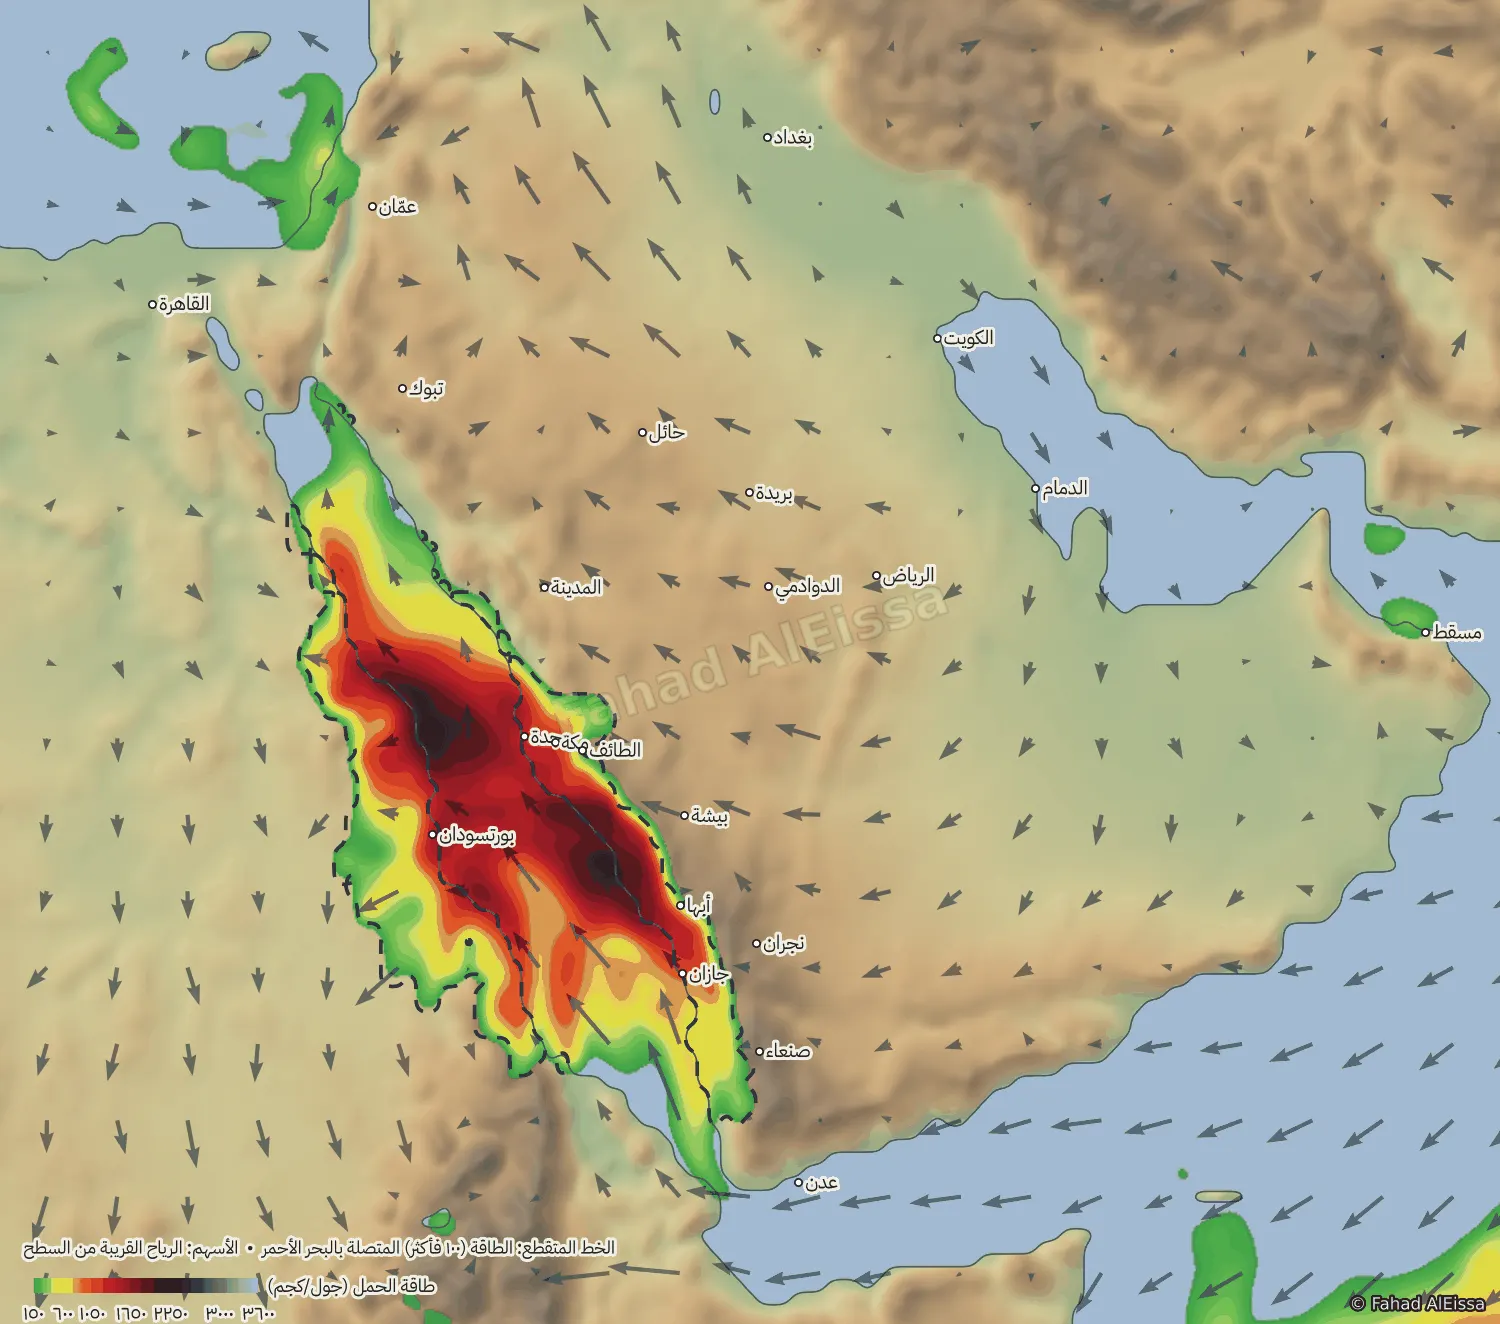 بغداد
عمّان
القاهرة
الكويت
تبوك
حائل
الدمام
بريدة
الرياض
الدوادمي
المدينة
Fahad AlEissa
مسقط
جدة
مكة
الطائف
بيشة
بورتسودان
أبها
نجران
جازان
صنعاء
عدن
الخط المتقطع: الطاقة (١٠٠ فأكثر) المتصلة بالبحر الأحمر • الأسهم: الرياح القريبة من السطح
طاقة الحمل (جول/كجم)
١٥٠ ٦٠٠ ١٠٥٠ ١٦٥٠ ٢٢٥٠ ٣٠٠٠ ٣٦٠٠
© Fahad AlEissa